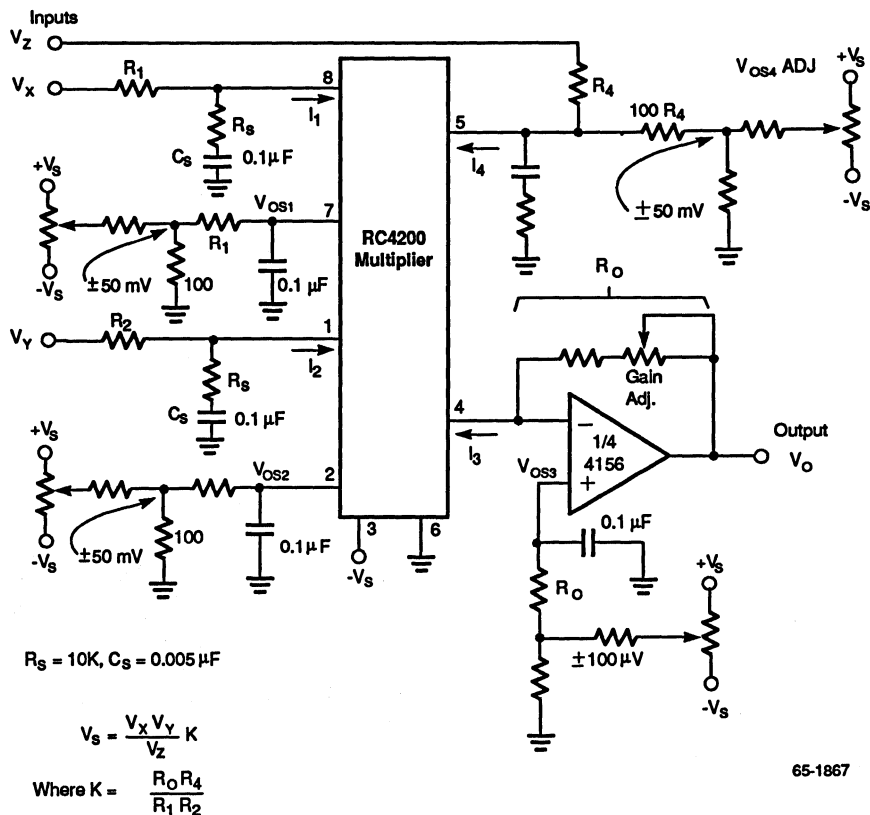 Inputs
VZ
VX
R1
8
I1
RS
CS 0.1μF
R4
VOS4 ADJ
+VS
5
100 R4
I4
±50 mV
-VS
+VS
VOS1
7
R1
-VS
±50 mV
100
0.1 μF
RC4200
Multiplier
VY
R2
1
I2
RS
CS 0.1 μF
RO
Gain
Adj.
4
I3
1/4
4156
−
+
VOS3
Output
VO
+VS
VOS2
2
-VS
±50 mV
100
0.1 μF
3
6
-VS
0.1 μF
RO
+VS
±100μV
-VS
RS = 10K, CS = 0.005 μF
VS = VX VY / VZ K
Where K = RO R4 / R1 R2
65-1867